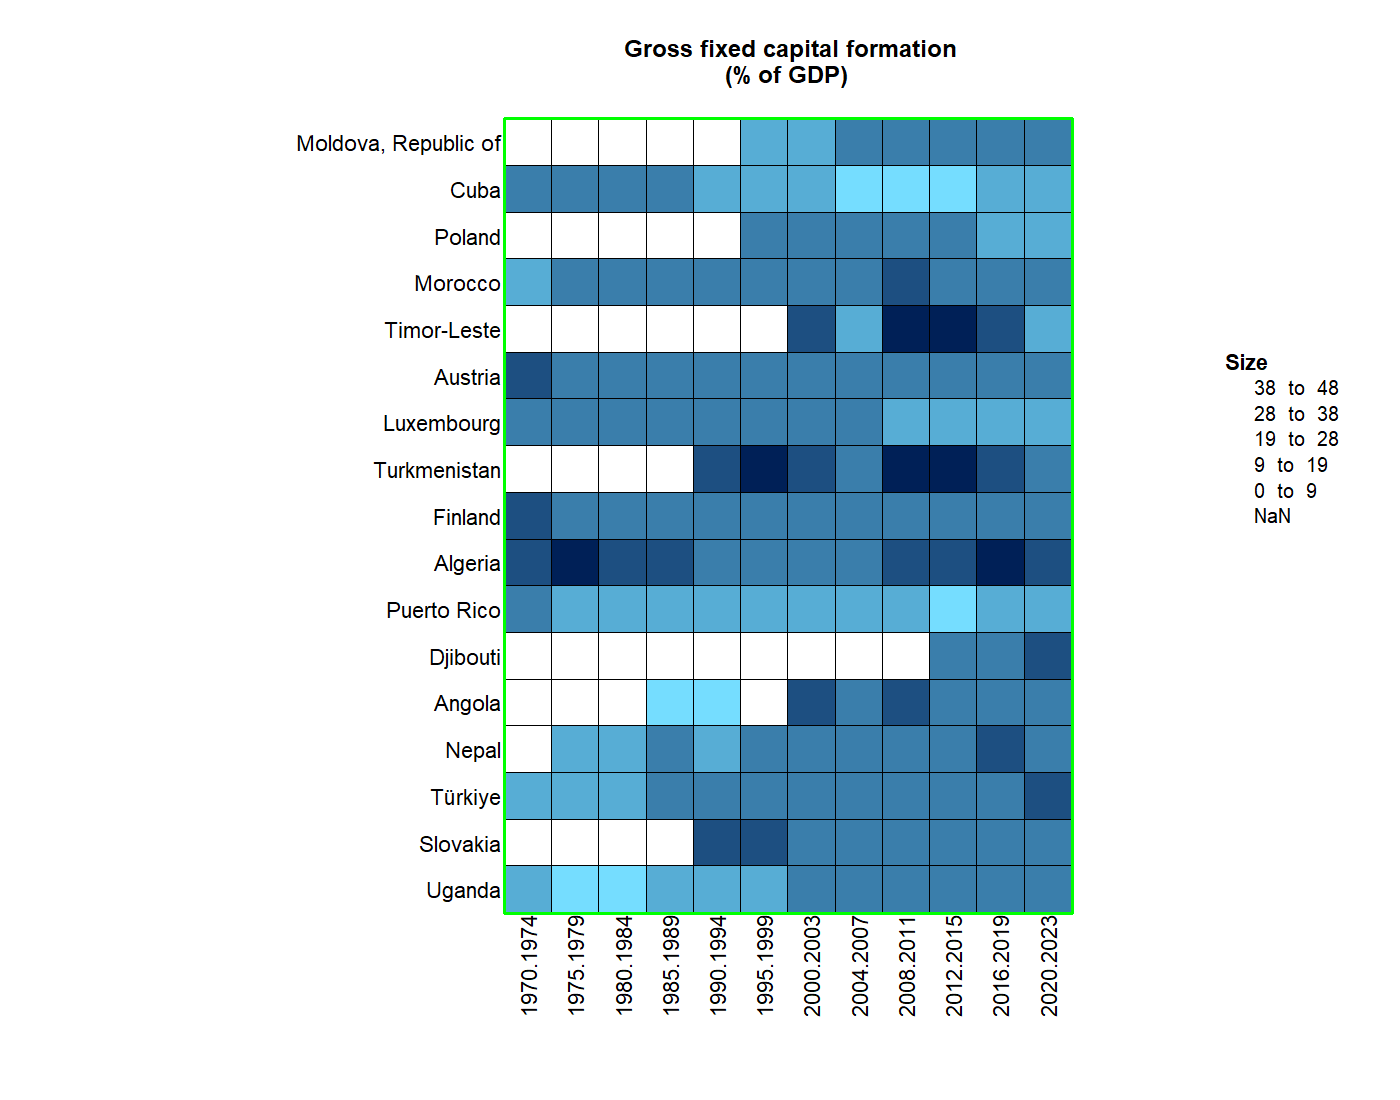 Gross fixed capital formation
(% of GDP)
Moldova, Republic of
Cuba
Poland
Morocco
Timor-Leste
Austria
Luxembourg
Turkmenistan
Finland
Algeria
Puerto Rico
Djibouti
Angola
Nepal
Türkiye
Slovakia
Uganda
1970.1974
1975.1979
1980.1984
1985.1989
1990.1994
1995.1999
2000.2003
2004.2007
2008.2011
2012.2015
2016.2019
2020.2023
Size
38 to 48
28 to 38
19 to 28
9 to 19
0 to 9
NaN